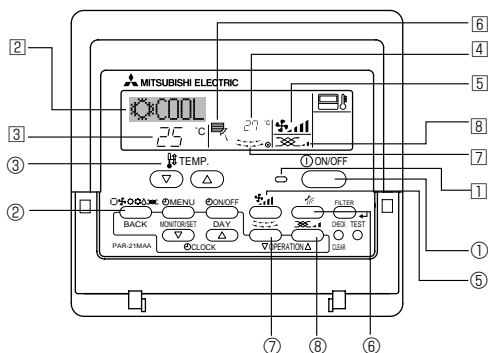 6
4
2
MITSUBISHI ELECTRIC
5
COOL
27 °C
3
25 °C
8
7
③ TEMP.
ON/OFF
1
② MENU ON/OFF FILTER
BACK MONITOR/SET DAY CHECK TEST
PAR-21MAA CLOCK OPERATION CLEAR
①
⑤
⑦ ⑧ ⑥